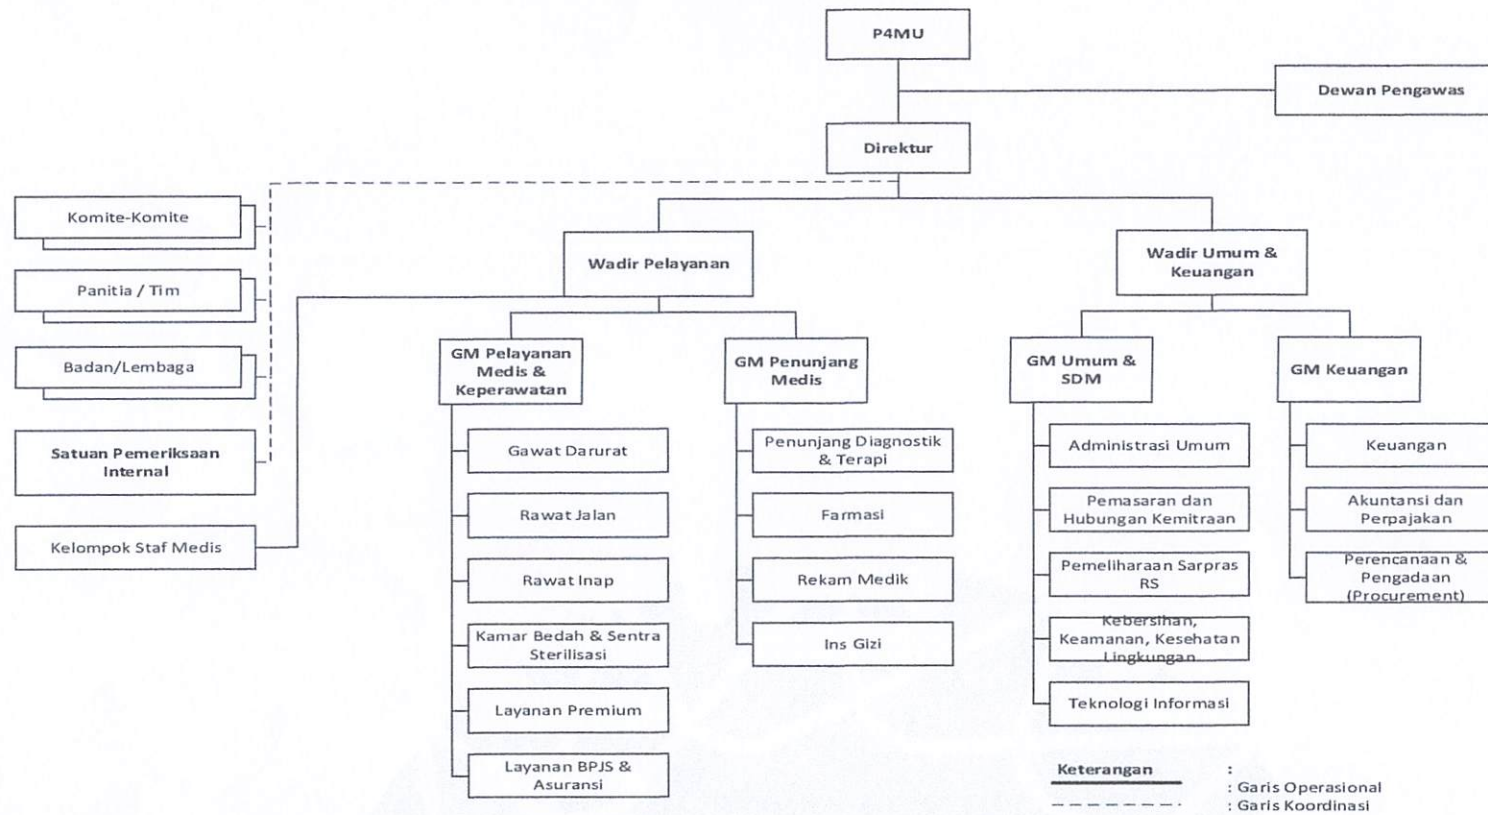 P4MU
Dewan Pengawas
Direktur
Komite-Komite
Panitia / Tim
Badan/Lembaga
Satuan Pemeriksaan
Internal
Kelompok Staf Medis
Wadir Pelayanan
Wadir Umum &
Keuangan
GM Pelayanan
Medis &
Keperawatan
Gawat Darurat
Rawat Jalan
Rawat Inap
Kamar Bedah & Sentra
Sterilisasi
Layanan Premium
Layanan BPJS &
Asuransi
GM Penunjang
Medis
Penunjang Diagnostik
& Terapi
Farmasi
Rekam Medik
Ins Gizi
GM Umum &
SDM
Administrasi Umum
Pemasaran dan
Hubungan Kemitraan
Pemeliharaan Sarpras
RS
Kebersihan,
Keamanan, Kesehatan
Lingkungan
Teknologi Informasi
GM Keuangan
Keuangan
Akuntansi dan
Perpajakan
Perencanaan &
Pengadaan
(Procurement)
Keterangan :
: Garis Operasional
: Garis Koordinasi